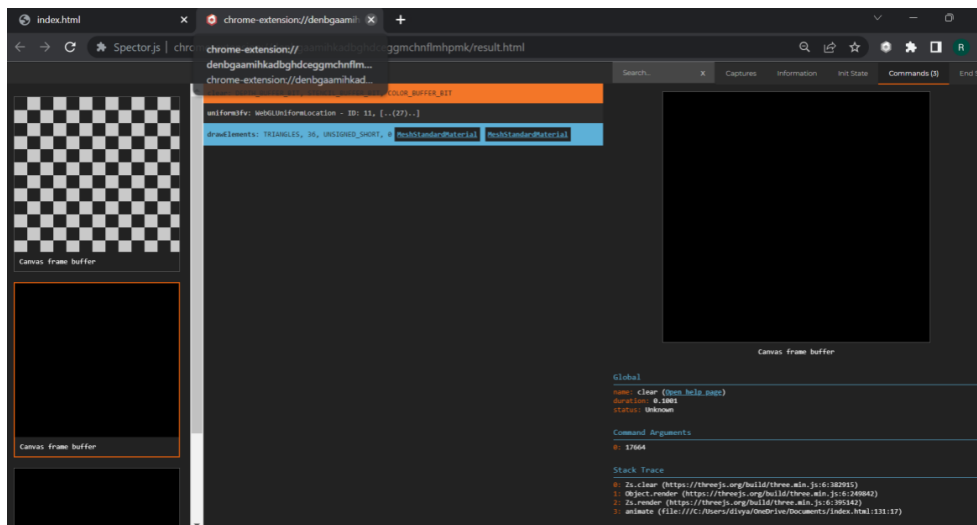 index.html
chrome-extension://denbgaamih
Spector.js
ggmchnflmhpmk/result.html
R
chrome-extension://
denbgaamihkadbghdceggmchnflm...
chrome-extension://denbgaamihkad...
Search...
X
Captures
Information
Init State
Commands (3)
End S
COLOR_BUFFER_BIT
uniform3fv: WebGLUniformLocation - ID: 11, [..(27)..]
drawElements: TRIANGLES, 36, UNSIGNED_SHORT, 0 MeshStandardMaterial MeshStandardMaterial
Canvas frame buffer
Canvas frame buffer
Canvas frame buffer
Global
name: clear (Open help page)
duration: 0.1001
status: Unknown
Command Arguments
0: 17664
Stack Trace
0: Zs.clear (https://threejs.org/build/three.min.js:6:382915)
1: Object.render (https://threejs.org/build/three.min.js:6:249842)
2: Zs.render (https://threejs.org/build/three.min.js:6:395142)
3: animate (file:///C:/Users/divya/OneDrive/Documents/index.html:131:17)